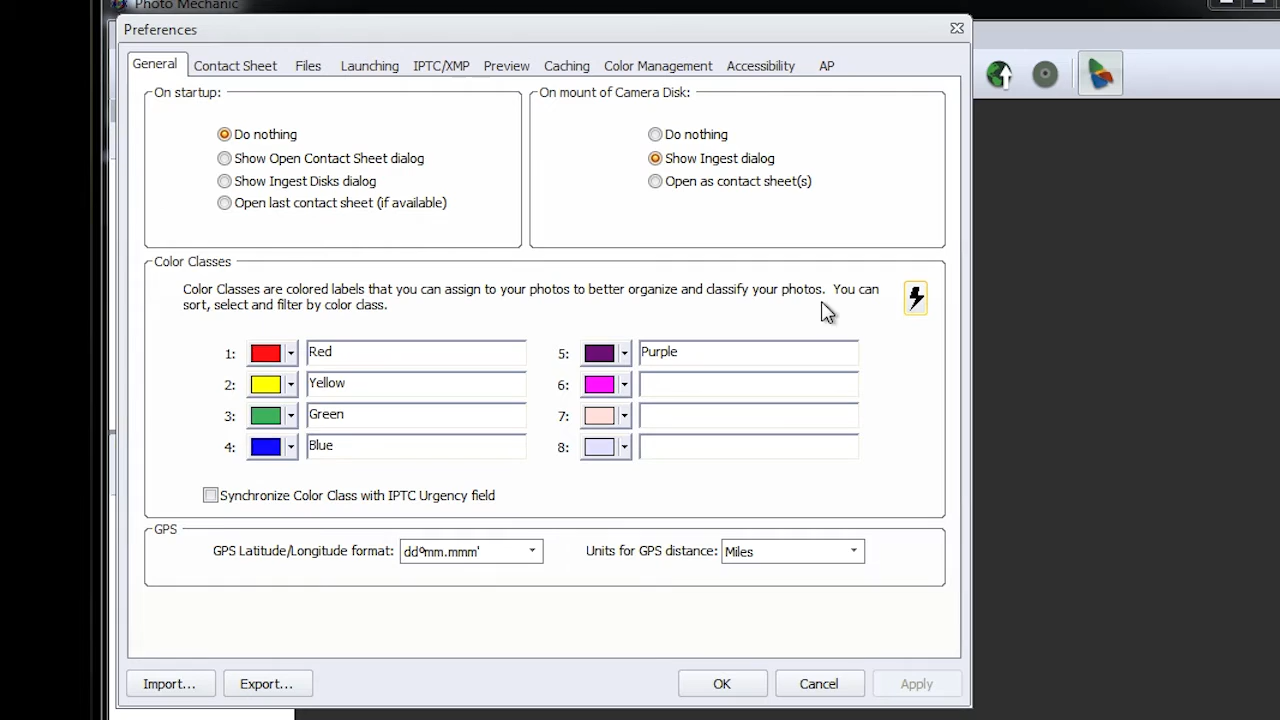 Photo Mechanic
Preferences
General Contact Sheet Files Launching IPTC/XMP Preview Caching Color Management Accessibility AP
On startup:
Do nothing
Show Open Contact Sheet dialog
Show Ingest Disks dialog
Open last contact sheet (if available)
On mount of Camera Disk:
Do nothing
Show Ingest dialog
Open as contact sheet(s)
Color Classes
Color Classes are colored labels that you can assign to your photos to better organize and classify your photos. You can
sort, select and filter by color class.
1: Red
2: Yellow
3: Green
4: Blue
5: Purple
6:
7:
8:
Synchronize Color Class with IPTC Urgency field
GPS
GPS Latitude/Longitude format: ddºmm.mmm'
Units for GPS distance: Miles
Import... Export... OK Cancel Apply